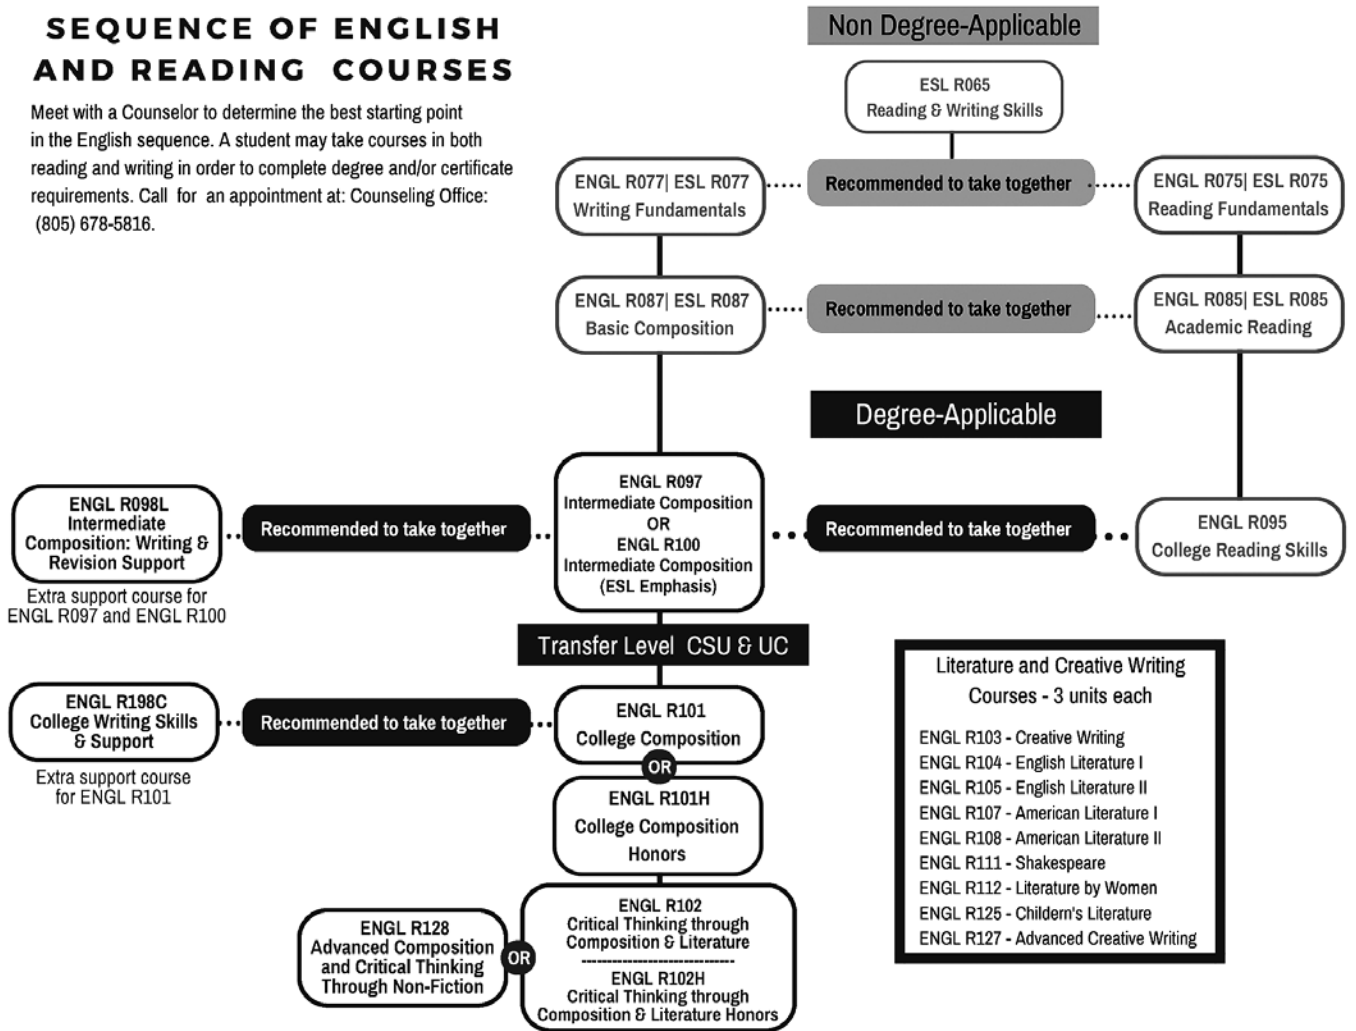 SEQUENCE OF ENGLISH
AND READING COURSES
Meet with a Counselor to determine the best starting point
in the English sequence. A student may take courses in both
reading and writing in order to complete degree and/or certificate
requirements. Call for an appointment at: Counseling Office:
(805) 678-5816.
Non Degree-Applicable
ESL R065
Reading & Writing Skills
ENGL R077| ESL R077
Writing Fundamentals
Recommended to take together
ENGL R075| ESL R075
Reading Fundamentals
ENGL R087| ESL R087
Basic Composition
Recommended to take together
ENGL R085| ESL R085
Academic Reading
Degree-Applicable
ENGL R098L
Intermediate
Composition: Writing &
Revision Support
Extra support course for
ENGL R097 and ENGL R100
Recommended to take together
ENGL R097
Intermediate Composition
OR
ENGL R100
Intermediate Composition
(ESL Emphasis)
Recommended to take together
ENGL R095
College Reading Skills
Transfer Level CSU & UC
ENGL R198C
College Writing Skills
& Support
Extra support course
for ENGL R101
Recommended to take together
ENGL R101
College Composition
OR
ENGL R101H
College Composition
Honors
ENGL R128
Advanced Composition
and Critical Thinking
Through Non-Fiction
OR
ENGL R102
Critical Thinking through
Composition & Literature
------------------------------
ENGL R102H
Critical Thinking through
Composition & Literature Honors
Literature and Creative Writing
Courses - 3 units each
ENGL R103 - Creative Writing
ENGL R104 - English Literature I
ENGL R105 - English Literature II
ENGL R107 - American Literature I
ENGL R108 - American Literature II
ENGL R111 - Shakespeare
ENGL R112 - Literature by Women
ENGL R125 - Childern's Literature
ENGL R127 - Advanced Creative Writing